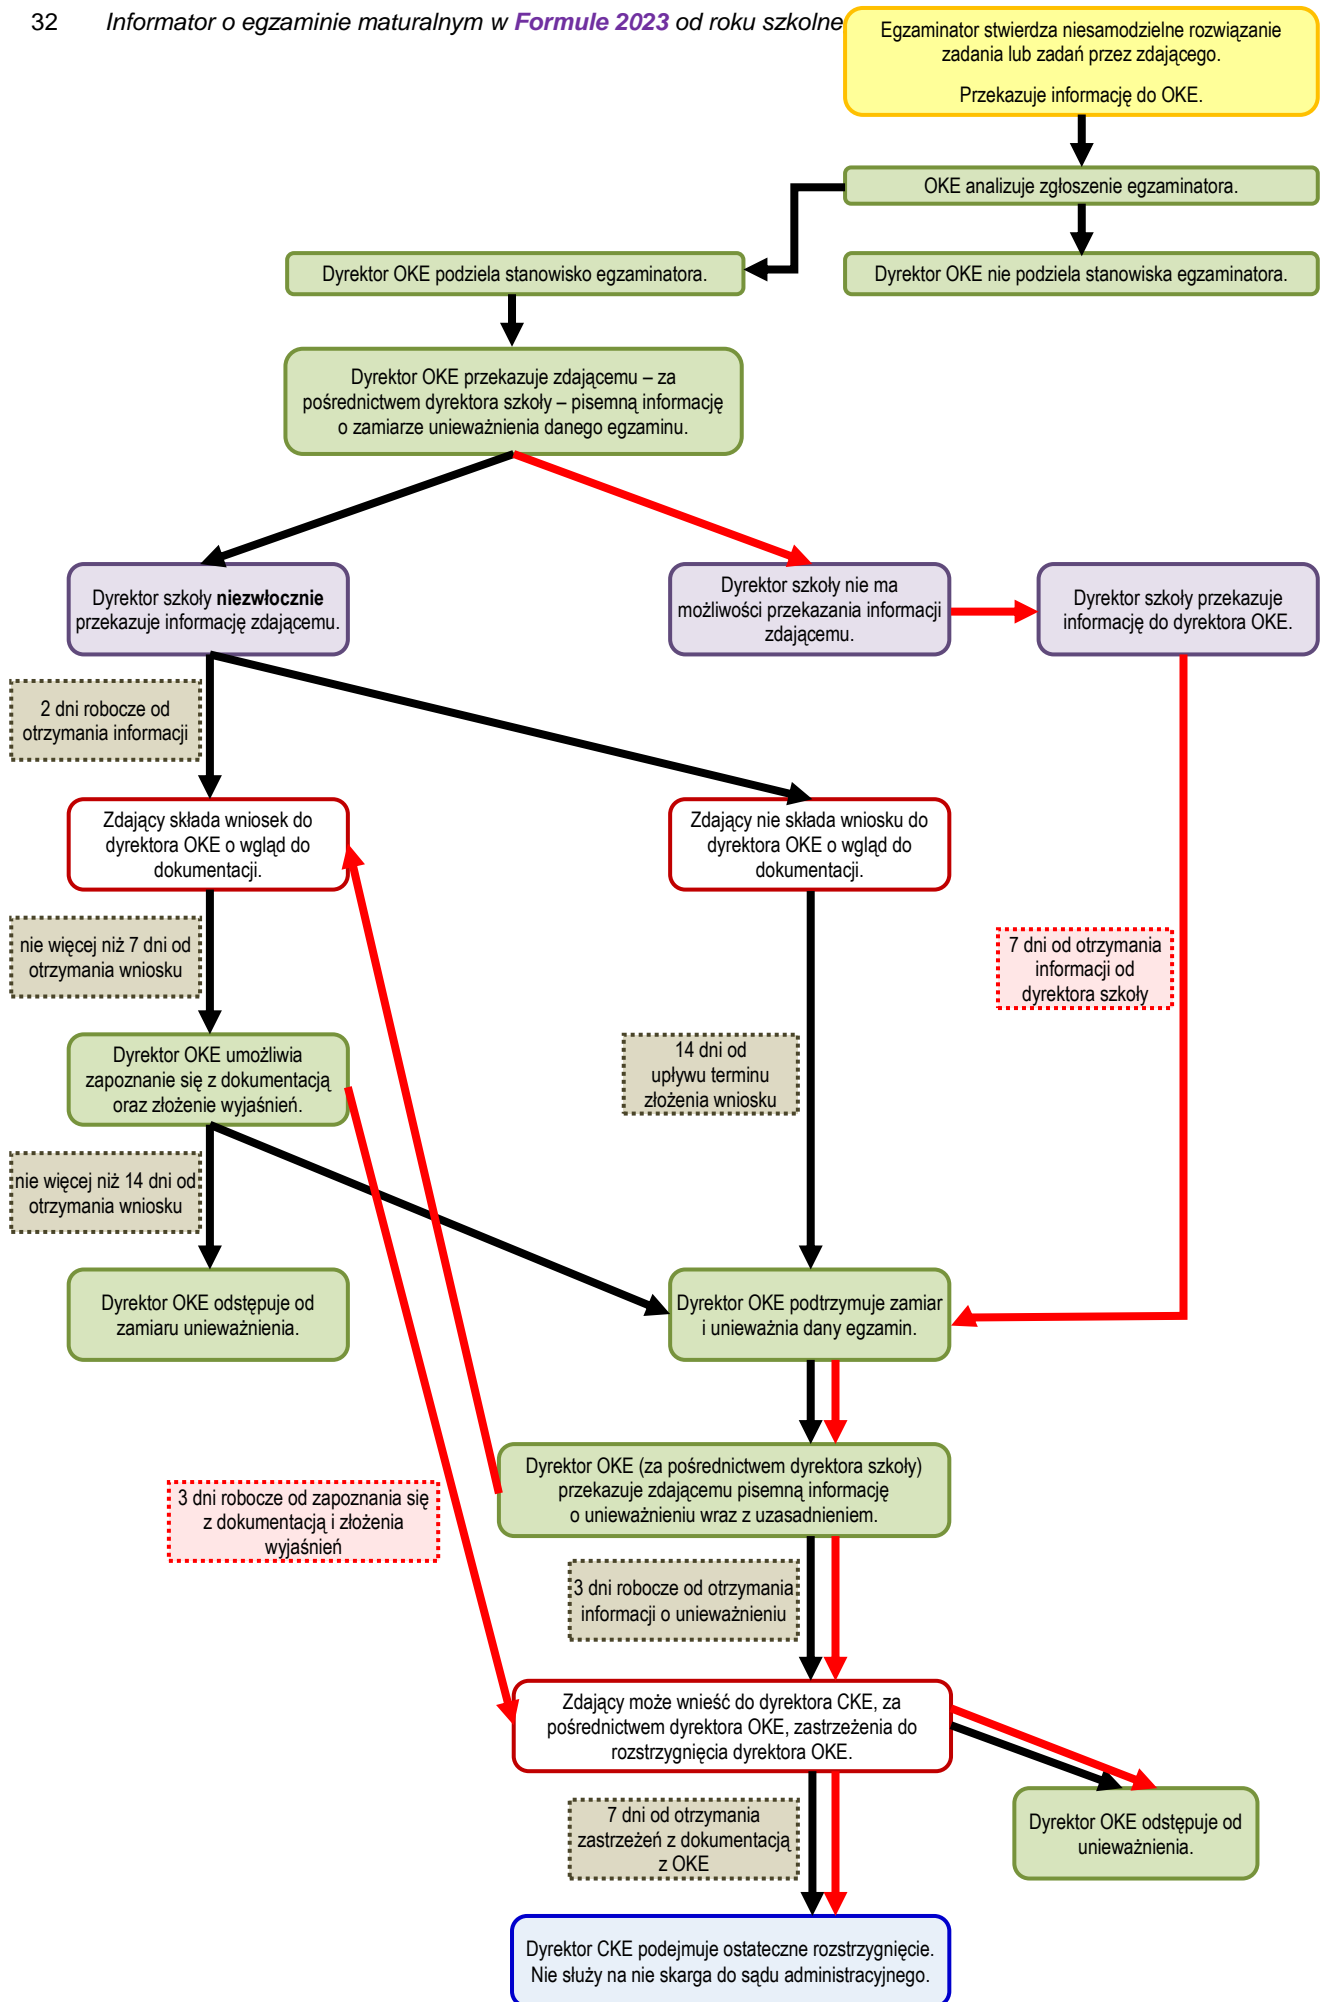 32 Informator o egzaminie maturalnym w Formule 2023 od roku szkolne
Egzaminator stwierdza niesamodzielne rozwiązanie
zadania lub zadań przez zdającego.
Przekazuje informację do OKE.
OKE analizuje zgłoszenie egzaminatora.
Dyrektor OKE podziela stanowisko egzaminatora.
Dyrektor OKE nie podziela stanowiska egzaminatora.
Dyrektor OKE przekazuje zdającemu – za
pośrednictwem dyrektora szkoły – pisemną informację
o zamiarze unieważnienia danego egzaminu.
Dyrektor szkoły niezwłocznie
przekazuje informację zdającemu.
Dyrektor szkoły nie ma
możliwości przekazania informacji
zdającemu.
Dyrektor szkoły przekazuje
informację do dyrektora OKE.
2 dni robocze od
otrzymania informacji
Zdający składa wniosek do
dyrektora OKE o wgląd do
dokumentacji.
Zdający nie składa wniosku do
dyrektora OKE o wgląd do
dokumentacji.
nie więcej niż 7 dni od
otrzymania wniosku
7 dni od otrzymania
informacji od
dyrektora szkoły
Dyrektor OKE umożliwia
zapoznanie się z dokumentacją
oraz złożenie wyjaśnień.
14 dni od
upływu terminu
złożenia wniosku
nie więcej niż 14 dni od
otrzymania wniosku
Dyrektor OKE odstępuje od
zamiaru unieważnienia.
Dyrektor OKE podtrzymuje zamiar
i unieważnia dany egzamin.
Dyrektor OKE (za pośrednictwem dyrektora szkoły)
przekazuje zdającemu pisemną informację
o unieważnieniu wraz z uzasadnieniem.
3 dni robocze od zapoznania się
z dokumentacją i złożenia
wyjaśnień
3 dni robocze od otrzymania
informacji o unieważnieniu
Zdający może wnieść do dyrektora CKE, za
pośrednictwem dyrektora OKE, zastrzeżenia do
rozstrzygnięcia dyrektora OKE.
7 dni od otrzymania
zastrzeżeń z dokumentacją
z OKE
Dyrektor OKE odstępuje od
unieważnienia.
Dyrektor CKE podejmuje ostateczne rozstrzygnięcie.
Nie służy na nie skarga do sądu administracyjnego.